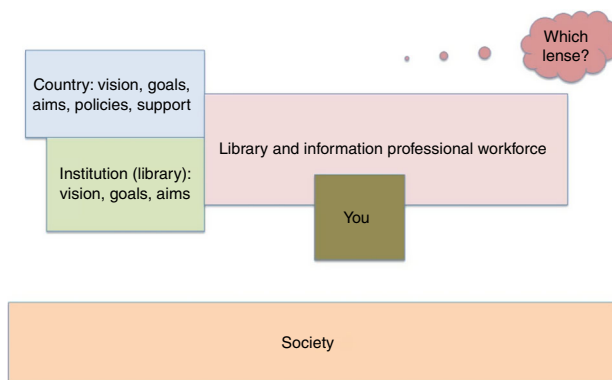 Which
lense?
Country: vision, goals,
aims, policies, support
Library and information professional workforce
Institution (library):
vision, goals, aims
You
Society